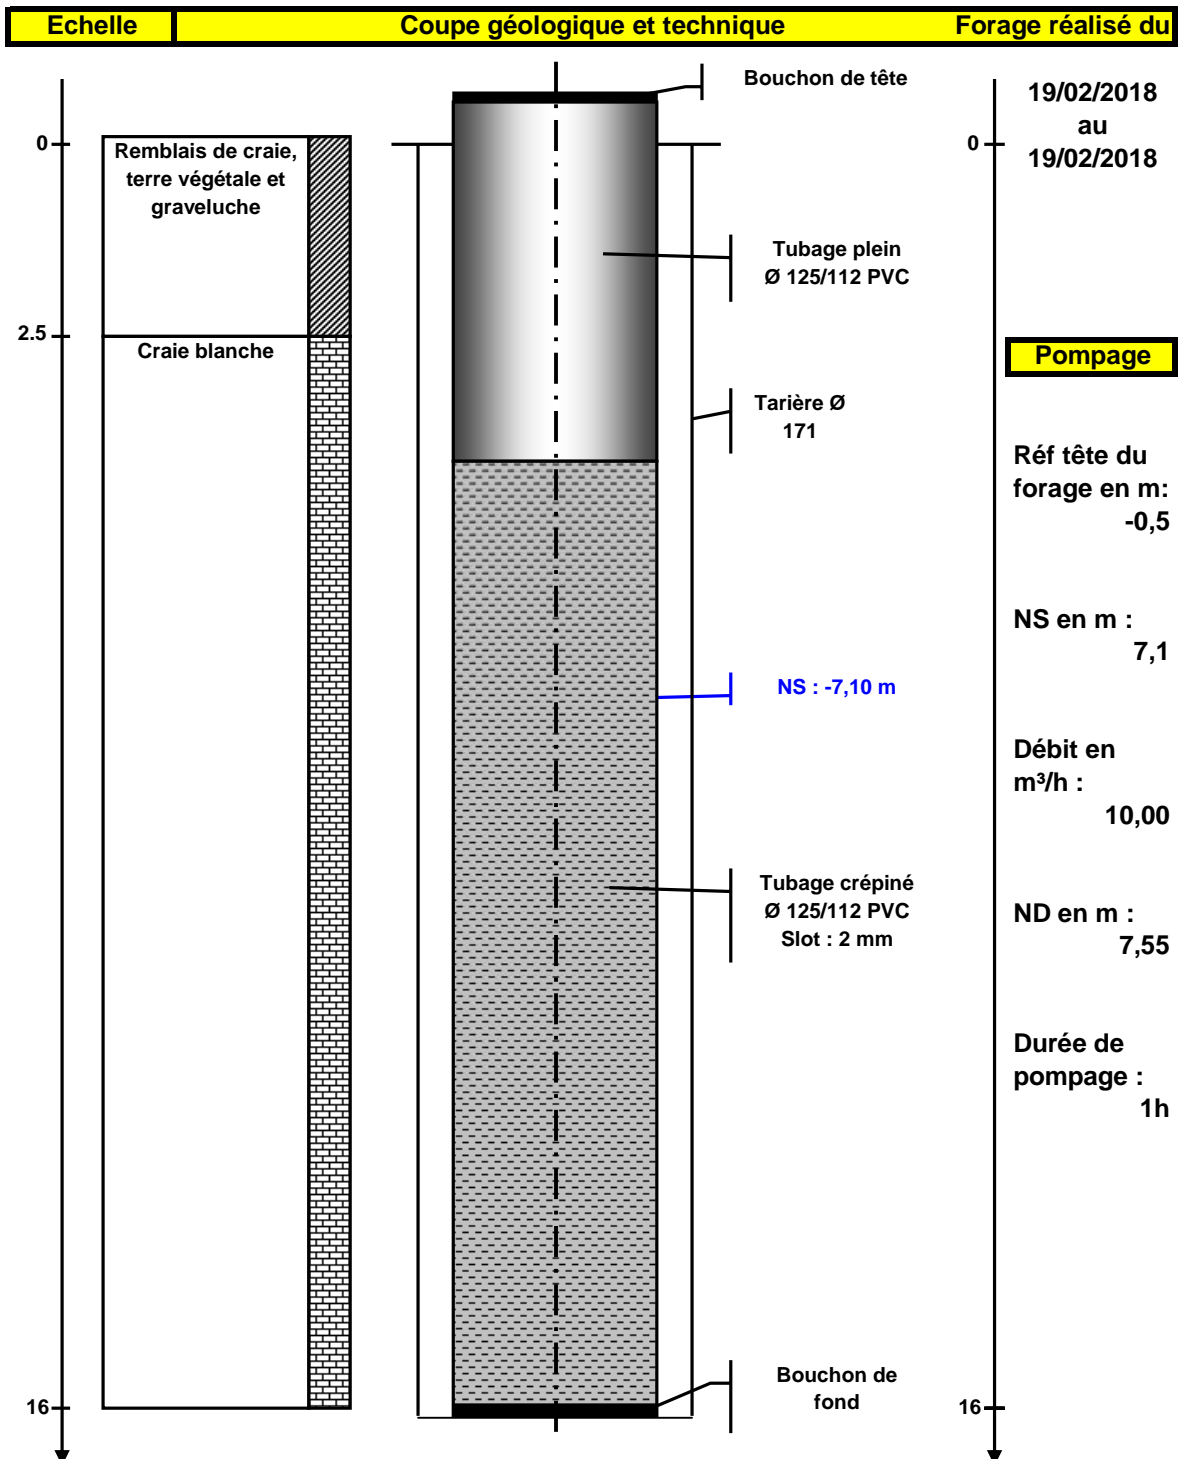 Echelle
Coupe géologique et technique
Forage réalisé du
Bouchon de tête
19/02/2018
au
19/02/2018
0
0
Remblais de craie,
terre végétale et
graveluche
Tubage plein
Ø 125/112 PVC
2.5
Craie blanche
Pompage
Tarière Ø
171
Réf tête du
forage en m:
-0,5
NS en m :
7,1
NS : -7,10 m
Débit en
m³/h :
10,00
Tubage crépiné
Ø 125/112 PVC
Slot : 2 mm
ND en m :
7,55
Durée de
pompage :
1h
Bouchon de
fond
16
16